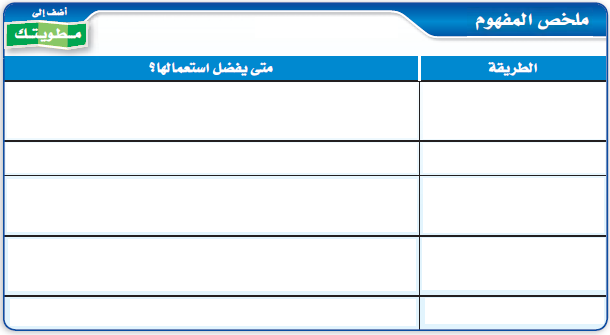 ملخص المفهوم
أضف إلى
مطويتك
الطريقة
متى يفضل استعمالها؟